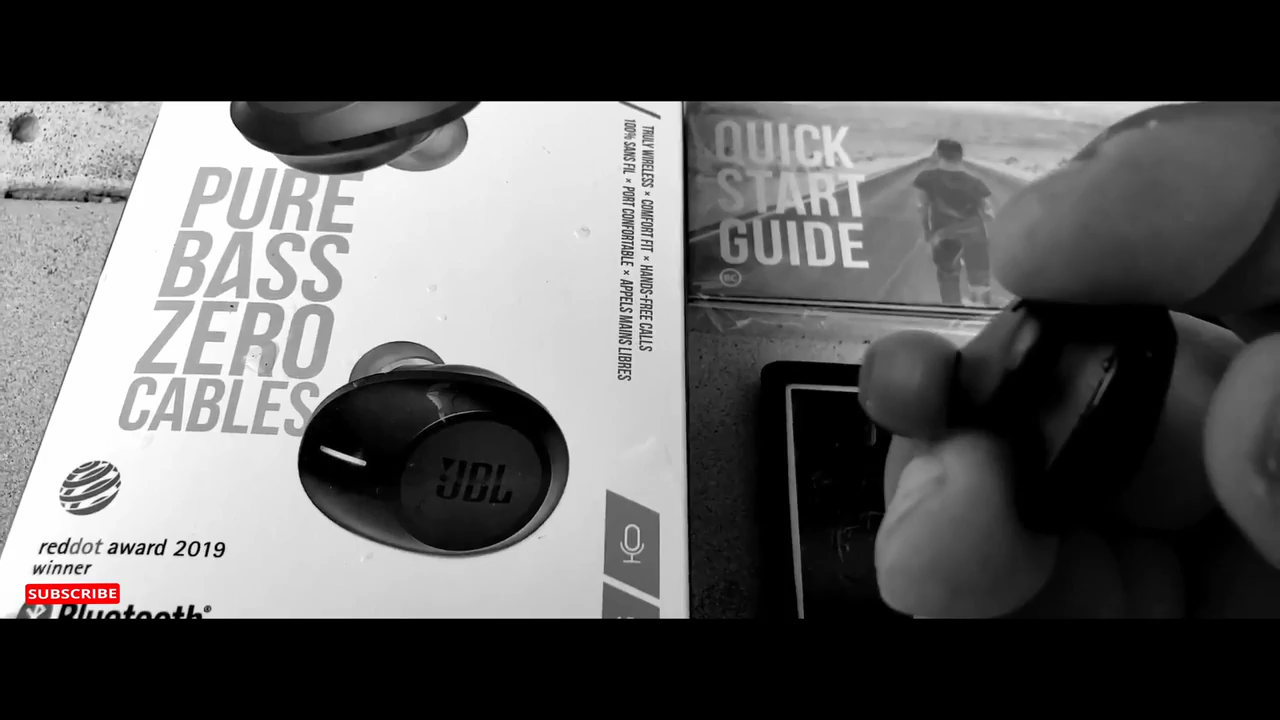 PURE
BASS
ZERO
CABLES
JBL
reddot award 2019
winner
SUBSCRIBE
Bluetooth®
TRULY WIRELESS × COMFORT FIT × HANDS-FREE CALLS
100% SANS FIL × PORT CONFORTABLE × APPELS MAINS LIBRES
QUICK
START
GUIDE